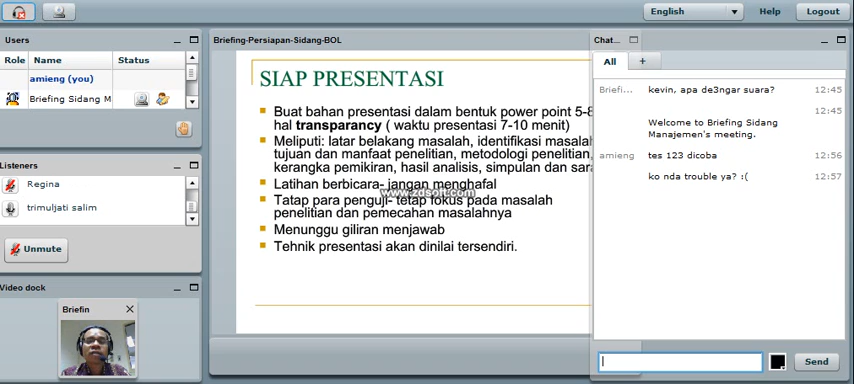 English
Help
Logout
Users
Role Name Status
amieng (you)
Briefing Sidang M
Listeners
Regina
trimuljati salim
Unmute
Video dock
Briefin
Briefing-Persiapan-Sidang-BOL
SIAP PRESENTASI
Buat bahan presentasi dalam bentuk power point 5-8
hal transparancy ( waktu presentasi 7-10 menit)
Meliputi: latar belakang masalah, identifikasi masalah
tujuan dan manfaat penelitian, metodologi penelitian,
kerangka pemikiran, hasil analisis, simpulan dan sara
Latihan berbicara- jangan menghafal
www.zdsoft.com
Tatap para penguji- tetap fokus pada masalah
penelitian dan pemecahan masalahnya
Menunggu giliran menjawab
Tehnik presentasi akan dinilai tersendiri.
Chat...
All +
Briefi... kevin, apa de3ngar suara? 12:45
12:45
Welcome to Briefing Sidang
Manajemen's meeting.
amieng tes 123 dicoba 12:56
ko nda trouble ya? :( 12:57
Send